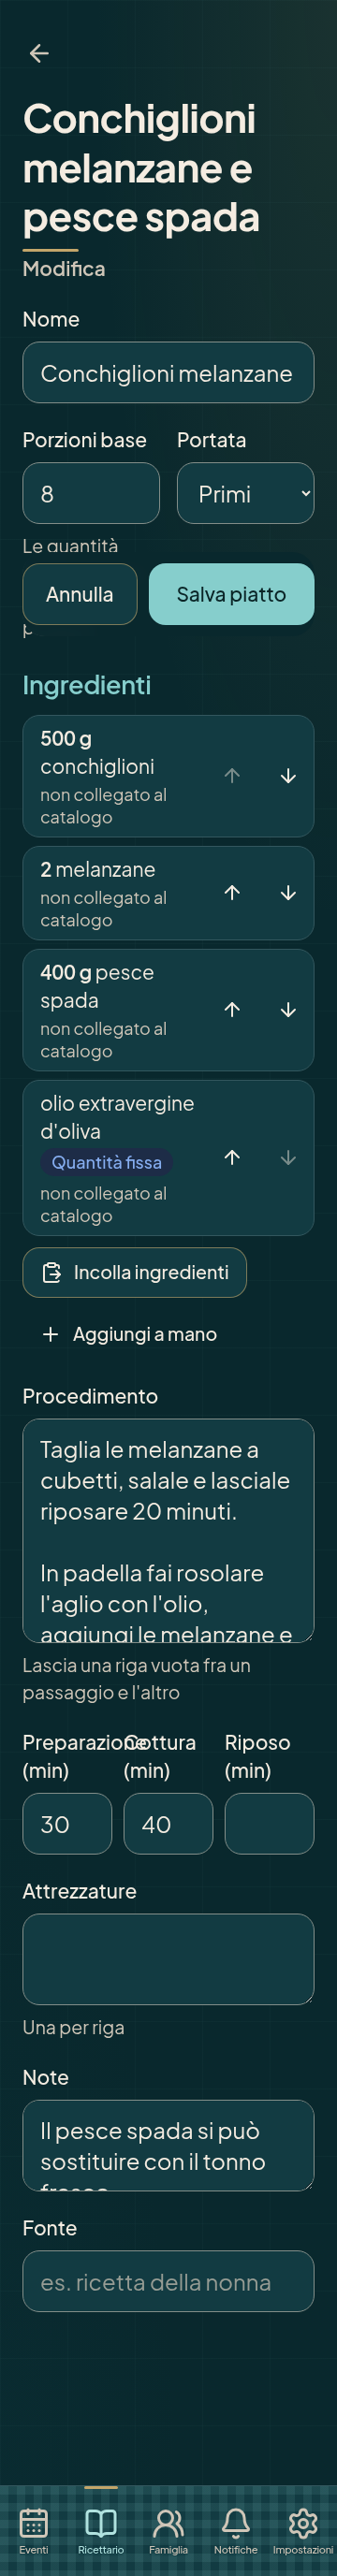 Conchiglioni
melanzane e
pesce spada
Modifica
Nome
Conchiglioni melanzane
Porzioni base
Portata
8
Primi
Le quantità
Annulla
Salva piatto
Ingredienti
500 g
conchiglioni
non collegato al
catalogo
2 melanzane
non collegato al
catalogo
400 g pesce
spada
non collegato al
catalogo
olio extravergine
d'oliva
Quantità fissa
non collegato al
catalogo
Incolla ingredienti
Aggiungi a mano
Procedimento
Taglia le melanzane a
cubetti, salale e lasciale
riposare 20 minuti.
In padella fai rosolare
l'aglio con l'olio,
aggiungi le melanzane e
Lascia una riga vuota fra un
passaggio e l'altro
Preparazione
(min)
Cottura
(min)
Riposo
(min)
30
40
Attrezzature
Una per riga
Note
Il pesce spada si può
sostituire con il tonno
fresco
Fonte
es. ricetta della nonna
Eventi
Ricettario
Famiglia
Notifiche
Impostazioni